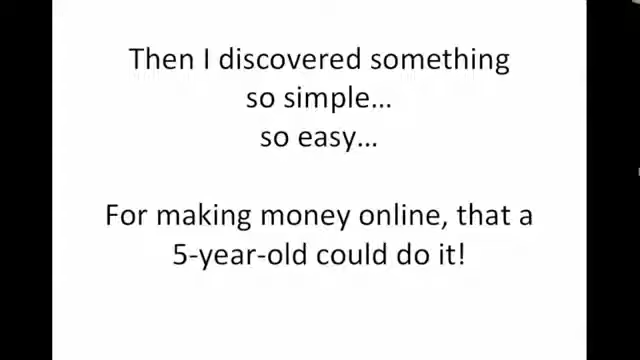 Then I discovered something
so simple...
so easy...
For making money online, that a
5-year-old could do it!